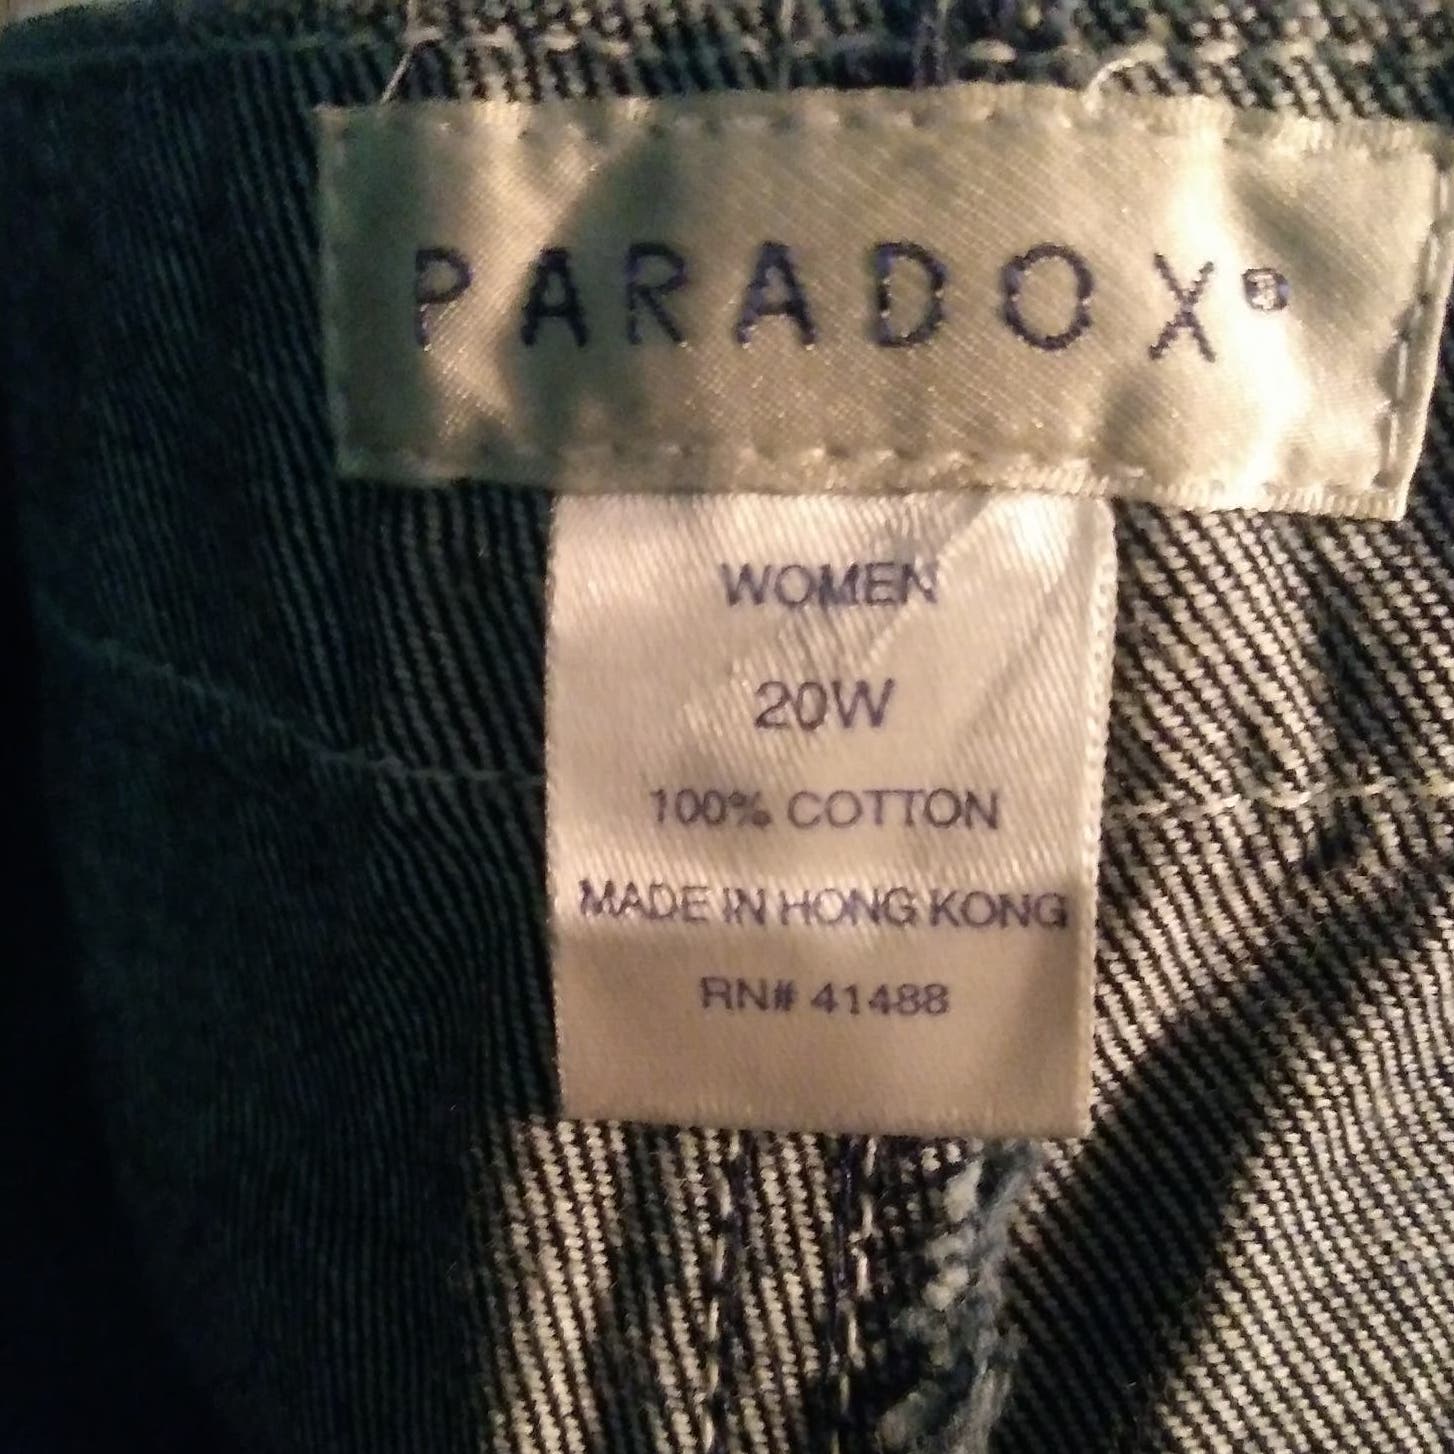 PARADOX®
WOMEN
20W
100% COTTON
MADE IN HONG KONG
RN# 41488